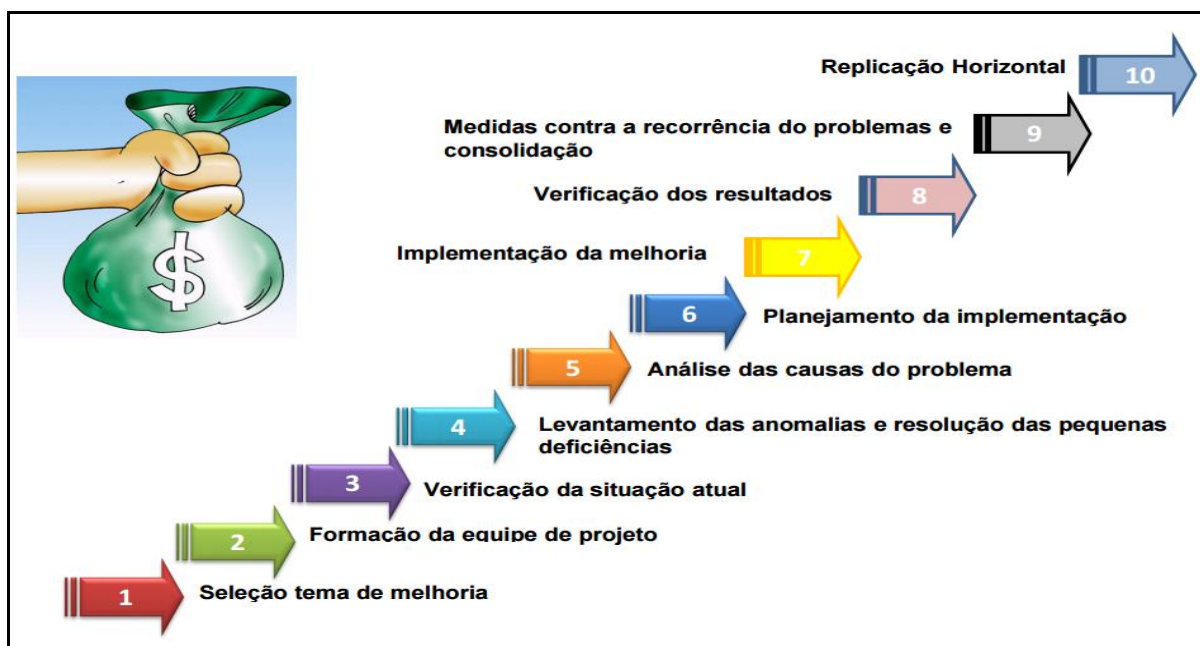 Replicação Horizontal
10
Medidas contra a recorrência do problemas e
consolidação
9
Verificação dos resultados
8
Implementação da melhoria
7
6
Planejamento da implementação
5
Análise das causas do problema
4
Levantamento das anomalias e resolução das pequenas
deficiências
3
Verificação da situação atual
2
Formação da equipe de projeto
1
Seleção tema de melhoria
$